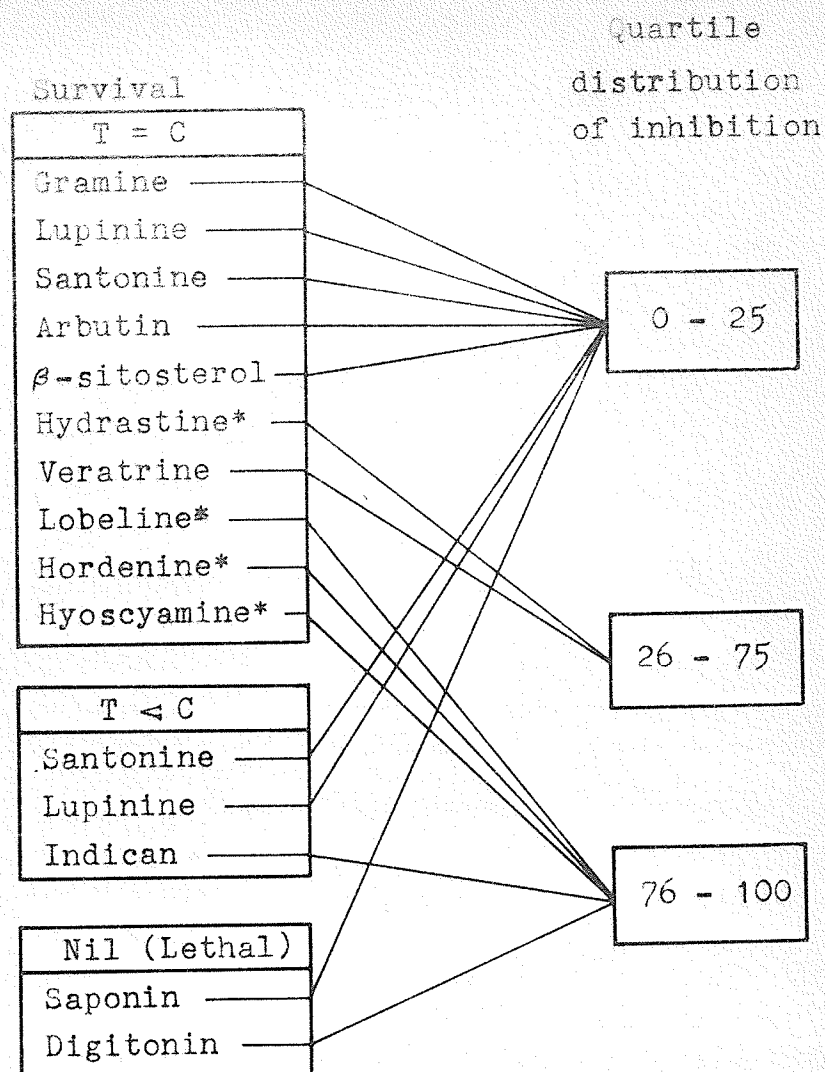 Quartile
distribution
of inhibition
Survival
T = C
Gramine
Lupinine
Santonine
Arbutin
β-sitosterol
Hydrastine*
Veratrine
Lobeline*
Hordenine*
Hyoscyamine*
T < C
Santonine
Lupinine
Indican
Nil (Lethal)
Saponin
Digitonin
0 - 25
26 - 75
76 - 100